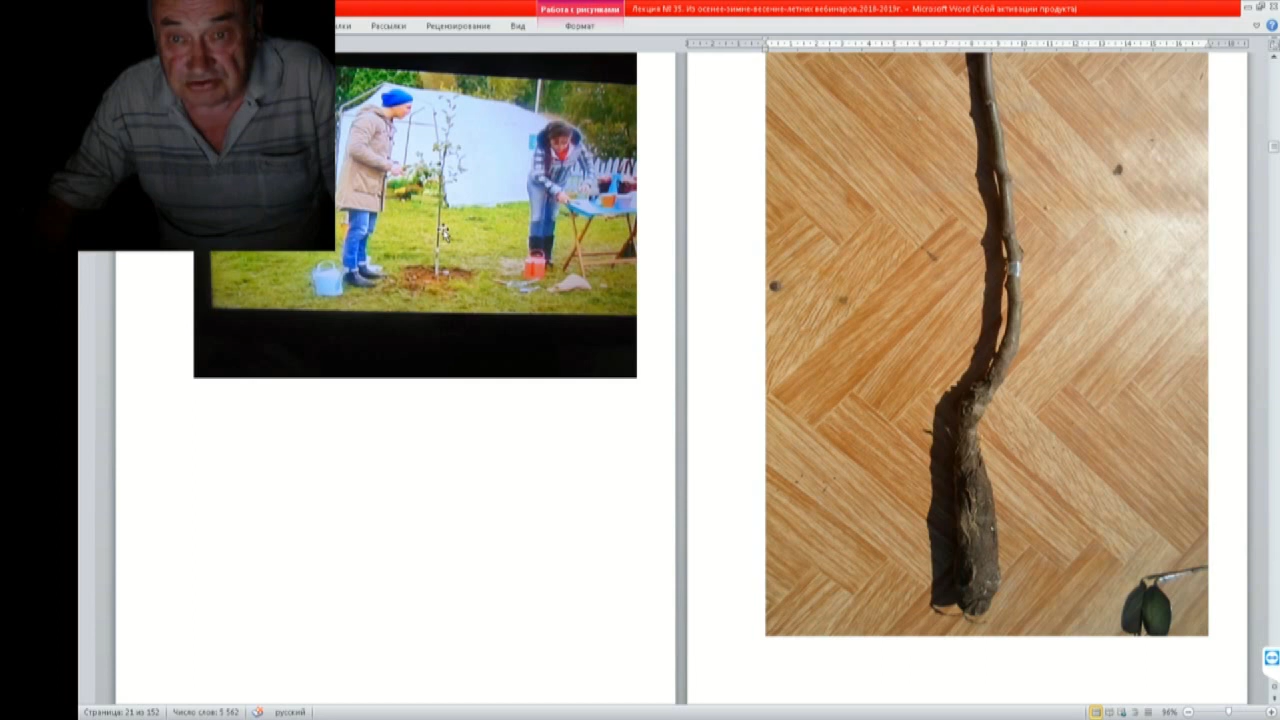 Работа с рисунками
Лекция № 35. Из осенне-зимне-весенне-летних вебинаров.2018-2019г. - Microsoft Word (Сбой активации продукта)
Рассылки
Рецензирование
Вид
Формат
Страница: 21 из 152
Число слов: 5 562
русский
96%